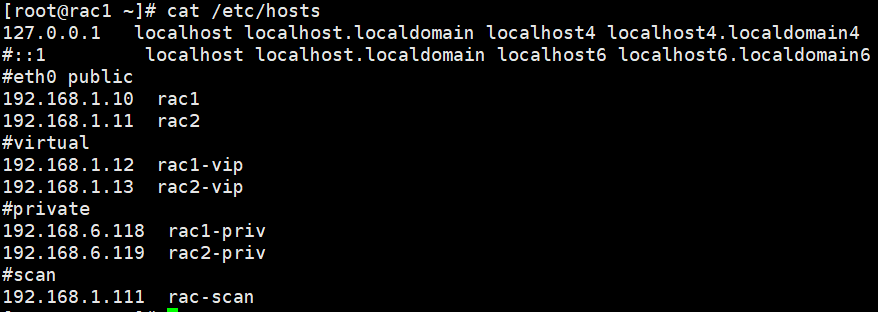 [root@rac1 ~]# cat /etc/hosts
127.0.0.1   localhost localhost.localdomain localhost4 localhost4.localdomain4
#::1         localhost localhost.localdomain localhost6 localhost6.localdomain6
#eth0 public
192.168.1.10  rac1
192.168.1.11  rac2
#virtual
192.168.1.12  rac1-vip
192.168.1.13  rac2-vip
#private
192.168.6.118  rac1-priv
192.168.6.119  rac2-priv
#scan
192.168.1.111  rac-scan